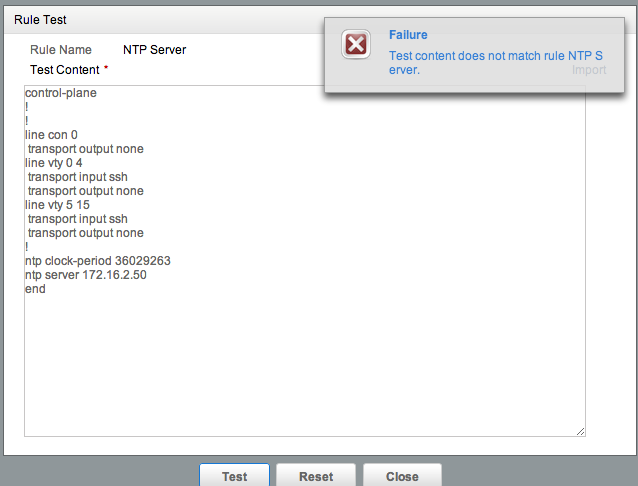 Rule Test
Failure
Test content does not match rule NTP S
erver.
Import
Rule Name NTP Server
Test Content *
control-plane
!
!
line con 0
transport output none
line vty 0 4
transport input ssh
transport output none
line vty 5 15
transport input ssh
transport output none
!
ntp clock-period 36029263
ntp server 172.16.2.50
end
Test Reset Close